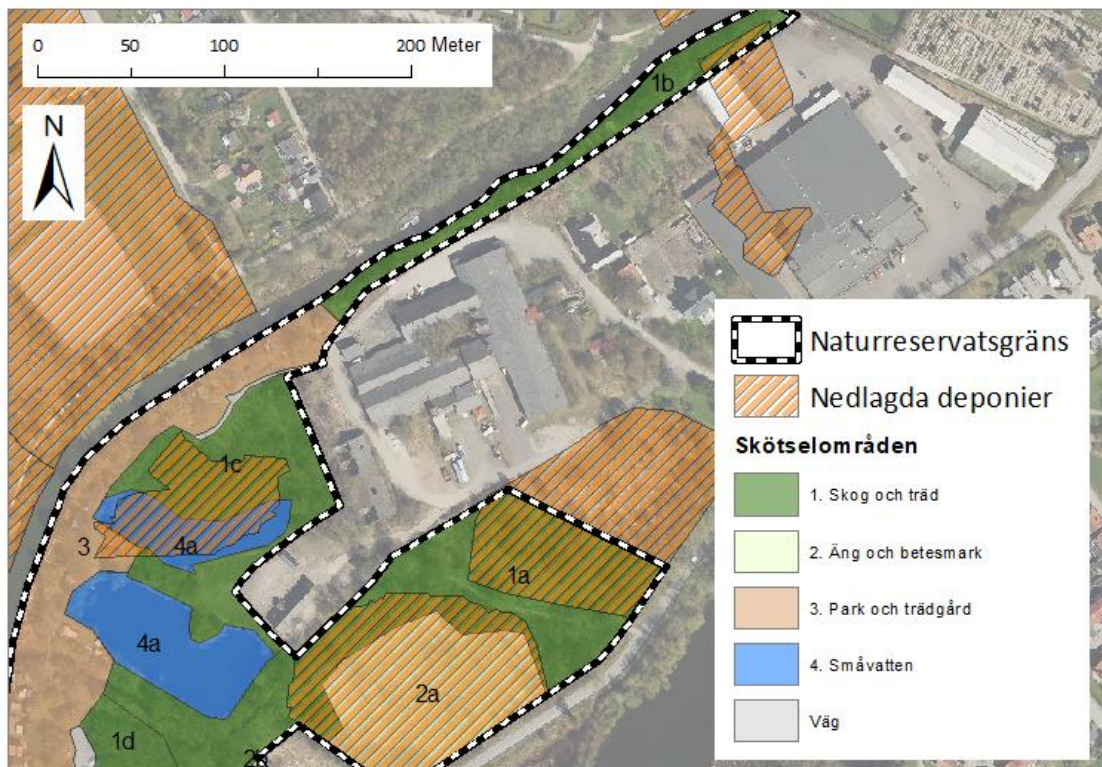 0 50 100 200 Meter
N
1b
1c
3
4a
1a
4a
2a
1d
Naturreservatsgräns
Nedlagda deponier
Skötselområden
1. Skog och träd
2. Äng och betesmark
3. Park och trädgård
4. Småvatten
Väg